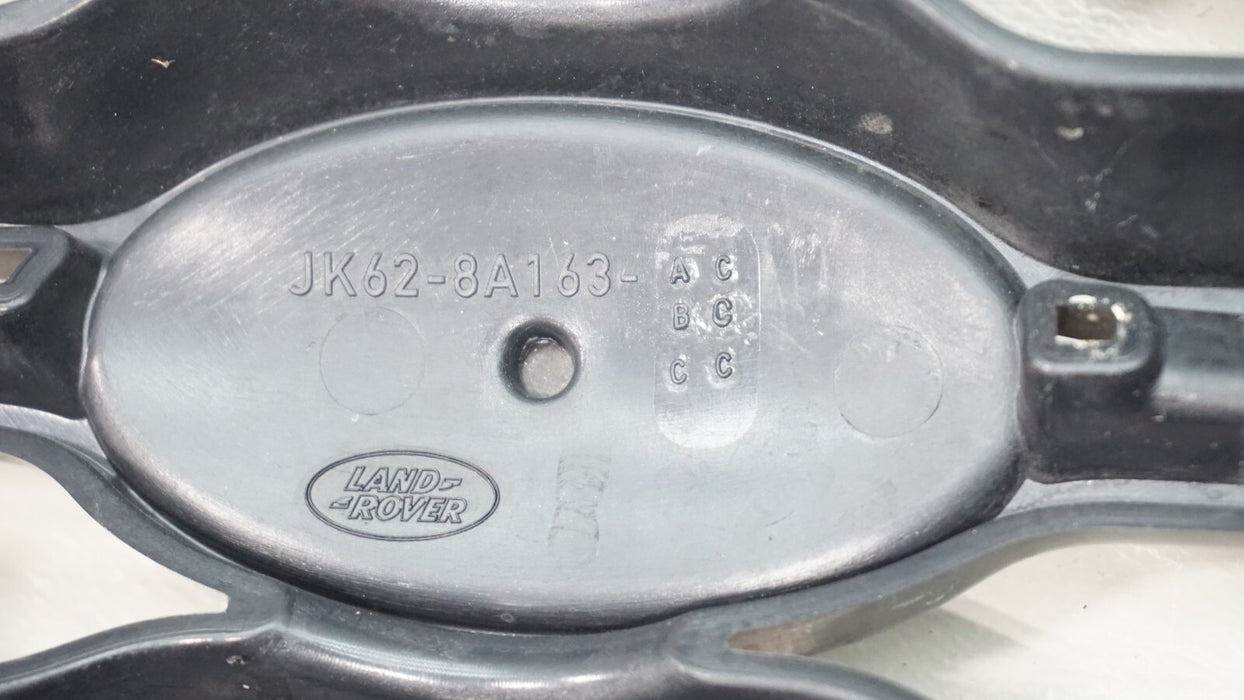 JK62-8A163-
A C
B C
C C
LAND-
-ROVER